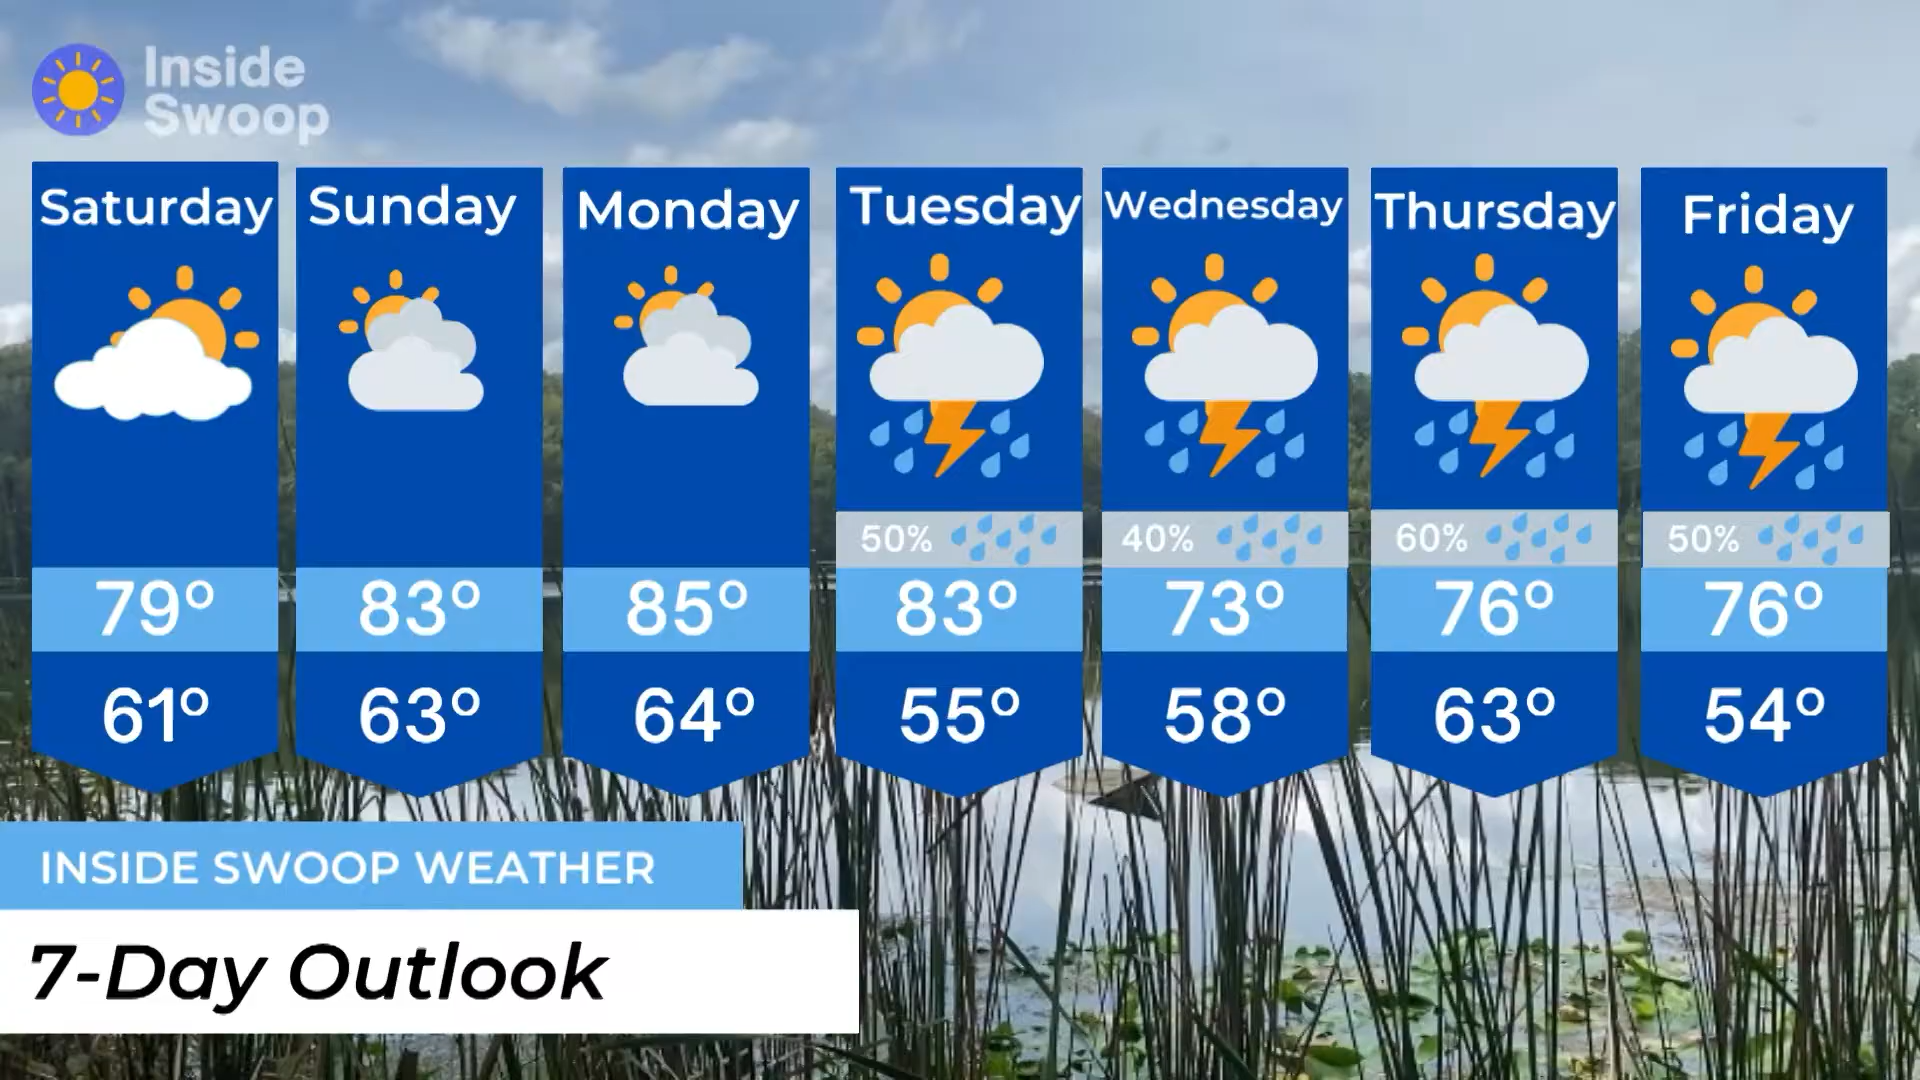 Inside
Swoop
Saturday Sunday Monday Tuesday Wednesday Thursday Friday
50% 40% 60% 50%
79° 83° 85° 83° 73° 76° 76°
61° 63° 64° 55° 58° 63° 54°
INSIDE SWOOP WEATHER
7-Day Outlook